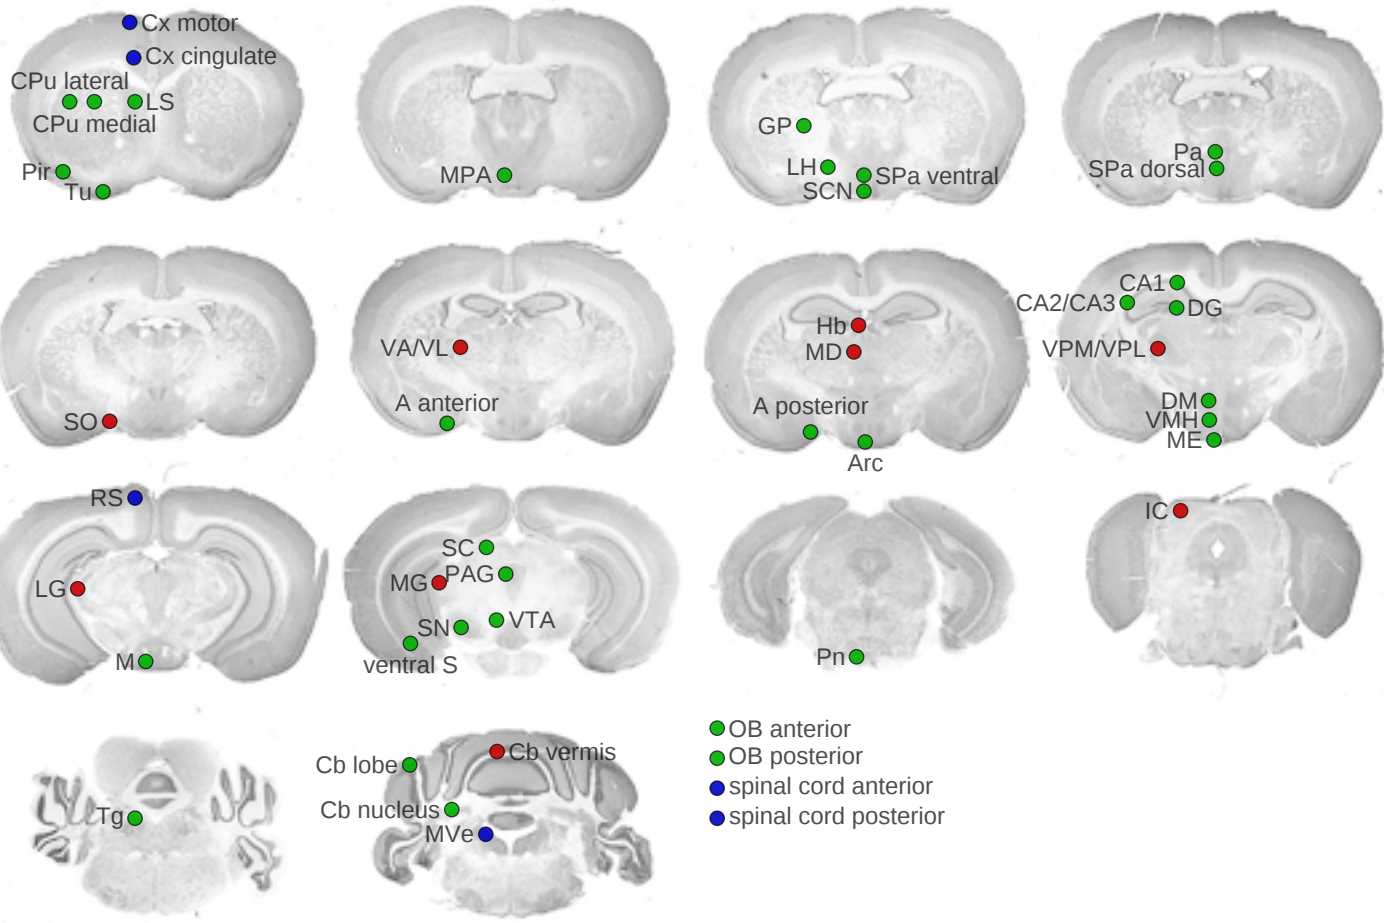 Cx motor
Cx cingulate
CPu lateral
LS
CPu medial
Pir
Tu
MPA
GP
LH
SPa ventral
SCN
Pa
SPa dorsal
SO
VA/VL
A anterior
Hb
MD
A posterior
Arc
CA1
CA2/CA3
DG
VPM/VPL
DM
VMH
ME
RS
LG
M
SC
MG
PAG
SN
VTA
ventral S
Pn
IC
Tg
Cb lobe
Cb vermis
Cb nucleus
MVe
OB anterior
OB posterior
spinal cord anterior
spinal cord posterior